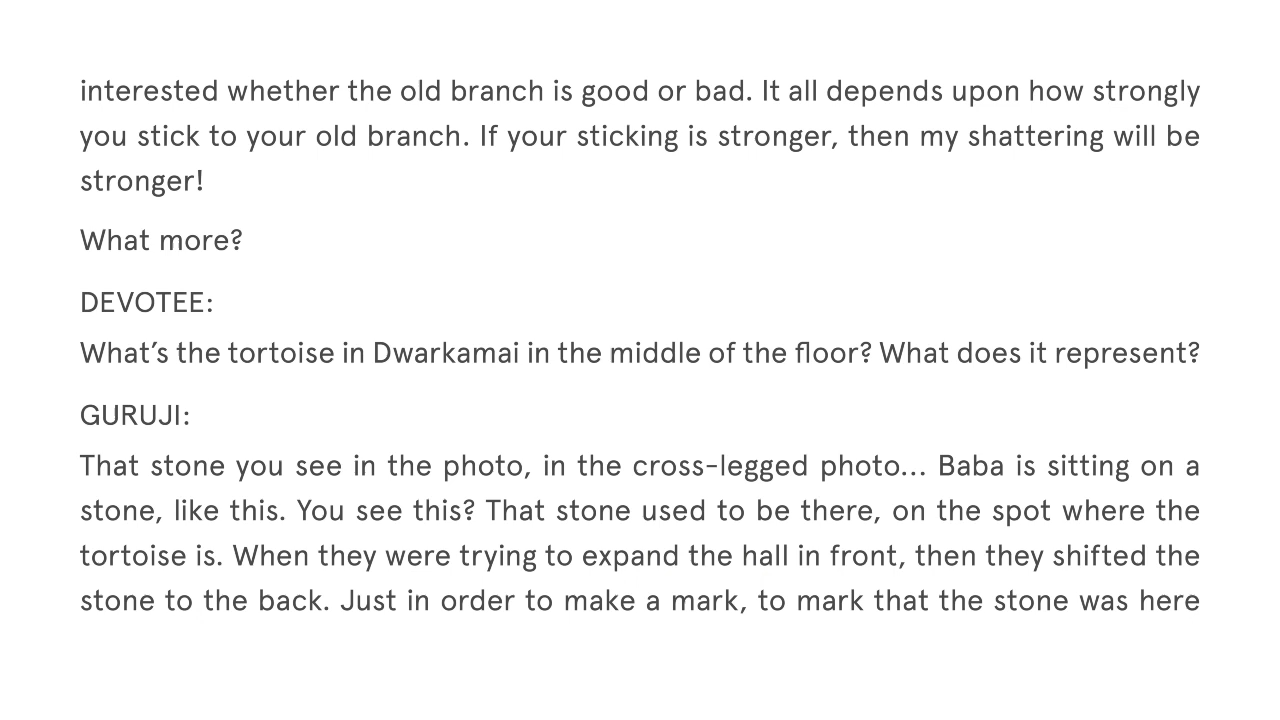 interested whether the old branch is good or bad. It all depends upon how strongly
you stick to your old branch. If your sticking is stronger, then my shattering will be
stronger!
What more?
DEVOTEE:
What’s the tortoise in Dwarkamai in the middle of the floor? What does it represent?
GURUJI:
That stone you see in the photo, in the cross-legged photo... Baba is sitting on a
stone, like this. You see this? That stone used to be there, on the spot where the
tortoise is. When they were trying to expand the hall in front, then they shifted the
stone to the back. Just in order to make a mark, to mark that the stone was here